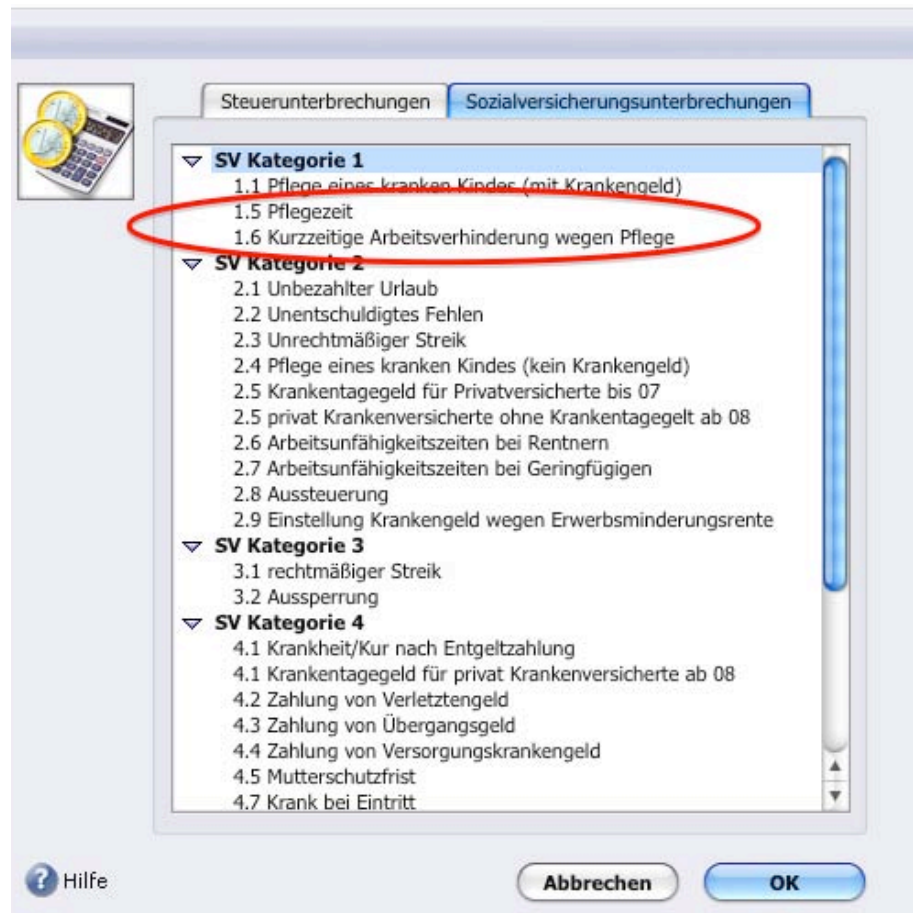 Steuerunterbrechungen Sozialversicherungsunterbrechungen
SV Kategorie 1
1.1 Pflege eines kranken Kindes (mit Krankengeld)
1.5 Pflegezeit
1.6 Kurzzeitige Arbeitsverhinderung wegen Pflege
SV Kategorie 2
2.1 Unbezahlter Urlaub
2.2 Unentschuldigtes Fehlen
2.3 Unrechtmäßiger Streik
2.4 Pflege eines kranken Kindes (kein Krankengeld)
2.5 Krankentagegeld für Privatversicherte bis 07
2.5 privat Krankenversicherte ohne Krankentagegelt ab 08
2.6 Arbeitsunfähigkeitszeiten bei Rentnern
2.7 Arbeitsunfähigkeitszeiten bei Geringfügigen
2.8 Aussteuerung
2.9 Einstellung Krankengeld wegen Erwerbsminderungsrente
SV Kategorie 3
3.1 rechtmäßiger Streik
3.2 Aussperrung
SV Kategorie 4
4.1 Krankheit/Kur nach Entgeltzahlung
4.1 Krankentagegeld für privat Krankenversicherte ab 08
4.2 Zahlung von Verletztengeld
4.3 Zahlung von Übergangsgeld
4.4 Zahlung von Versorgungskrankengeld
4.5 Mutterschutzfrist
4.7 Krank bei Eintritt
Hilfe Abbrechen OK